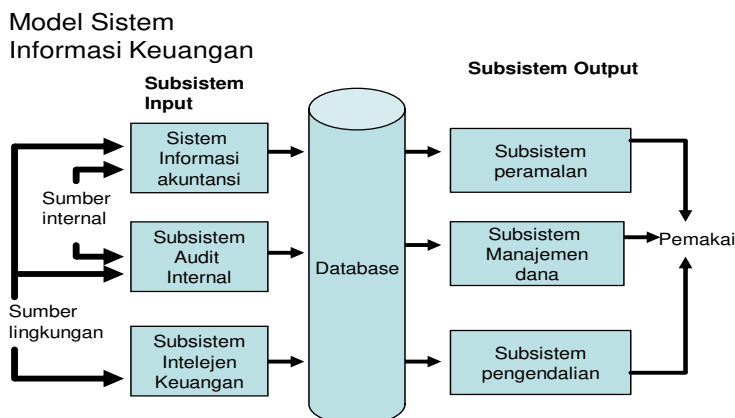 Model Sistem
Informasi Keuangan
Subsistem
Input
Subsistem Output
Sistem
Informasi
akuntansi
Subsistem
peramalan
Sumber
internal
Subsistem
Audit
Internal
Database
Subsistem
Manajemen
dana
Pemakai
Sumber
lingkungan
Subsistem
Intelejen
Keuangan
Subsistem
pengendalian